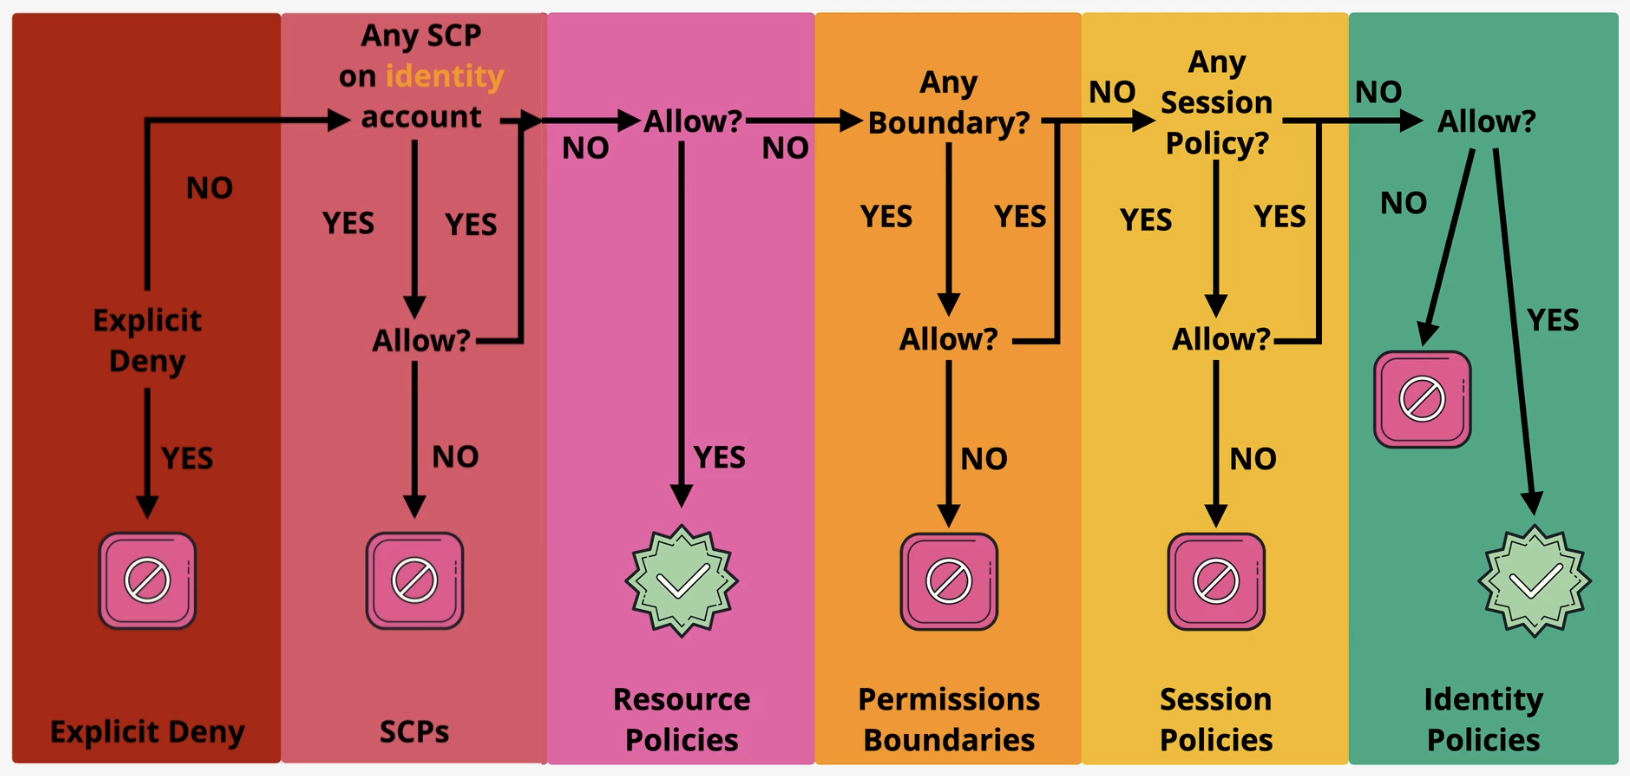 Explicit
Deny
NO
YES
Explicit Deny
Any SCP
on identity
account
YES
YES
Allow?
NO
SCPs
NO
Allow?
NO
YES
Resource
Policies
Any
Boundary?
YES
YES
Allow?
NO
Permissions
Boundaries
NO
Any
Session
Policy?
YES
YES
Allow?
NO
Session
Policies
NO
Allow?
NO
YES
Identity
Policies